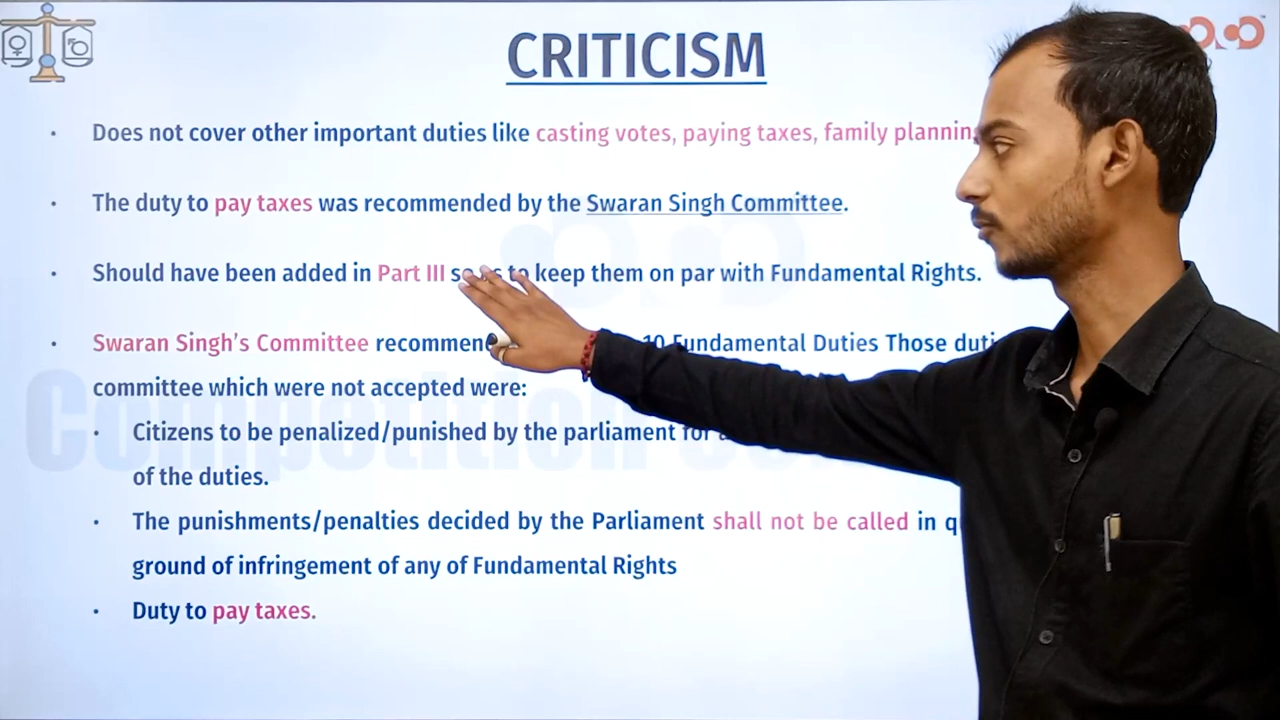 CRITICISM
• Does not cover other important duties like casting votes, paying taxes, family
• The duty to pay taxes was recommended by the Swaran Singh Committee.
• Should have been added in Part III so as to keep them on par with Fundamental Rights.
• Swaran Singh's Committee 10 Fundamental Duties Those
committee which were not accepted were:
• Citizens to be penalized/punished by the parliament for
of the duties.
• The punishments/penalties decided by the Parliament shall not be called in
ground of infringement of any of Fundamental Rights
• Duty to pay taxes.
Competition